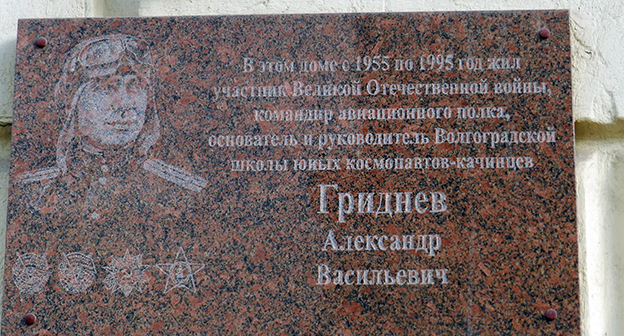 В этом доме с 1955 по 1995 год жил
участник Великой Отечественной войны,
командир авиационного полка,
основатель и руководитель Волгоградской
школы юных космонавтов-качинцев
Гриднев
Александр
Васильевич